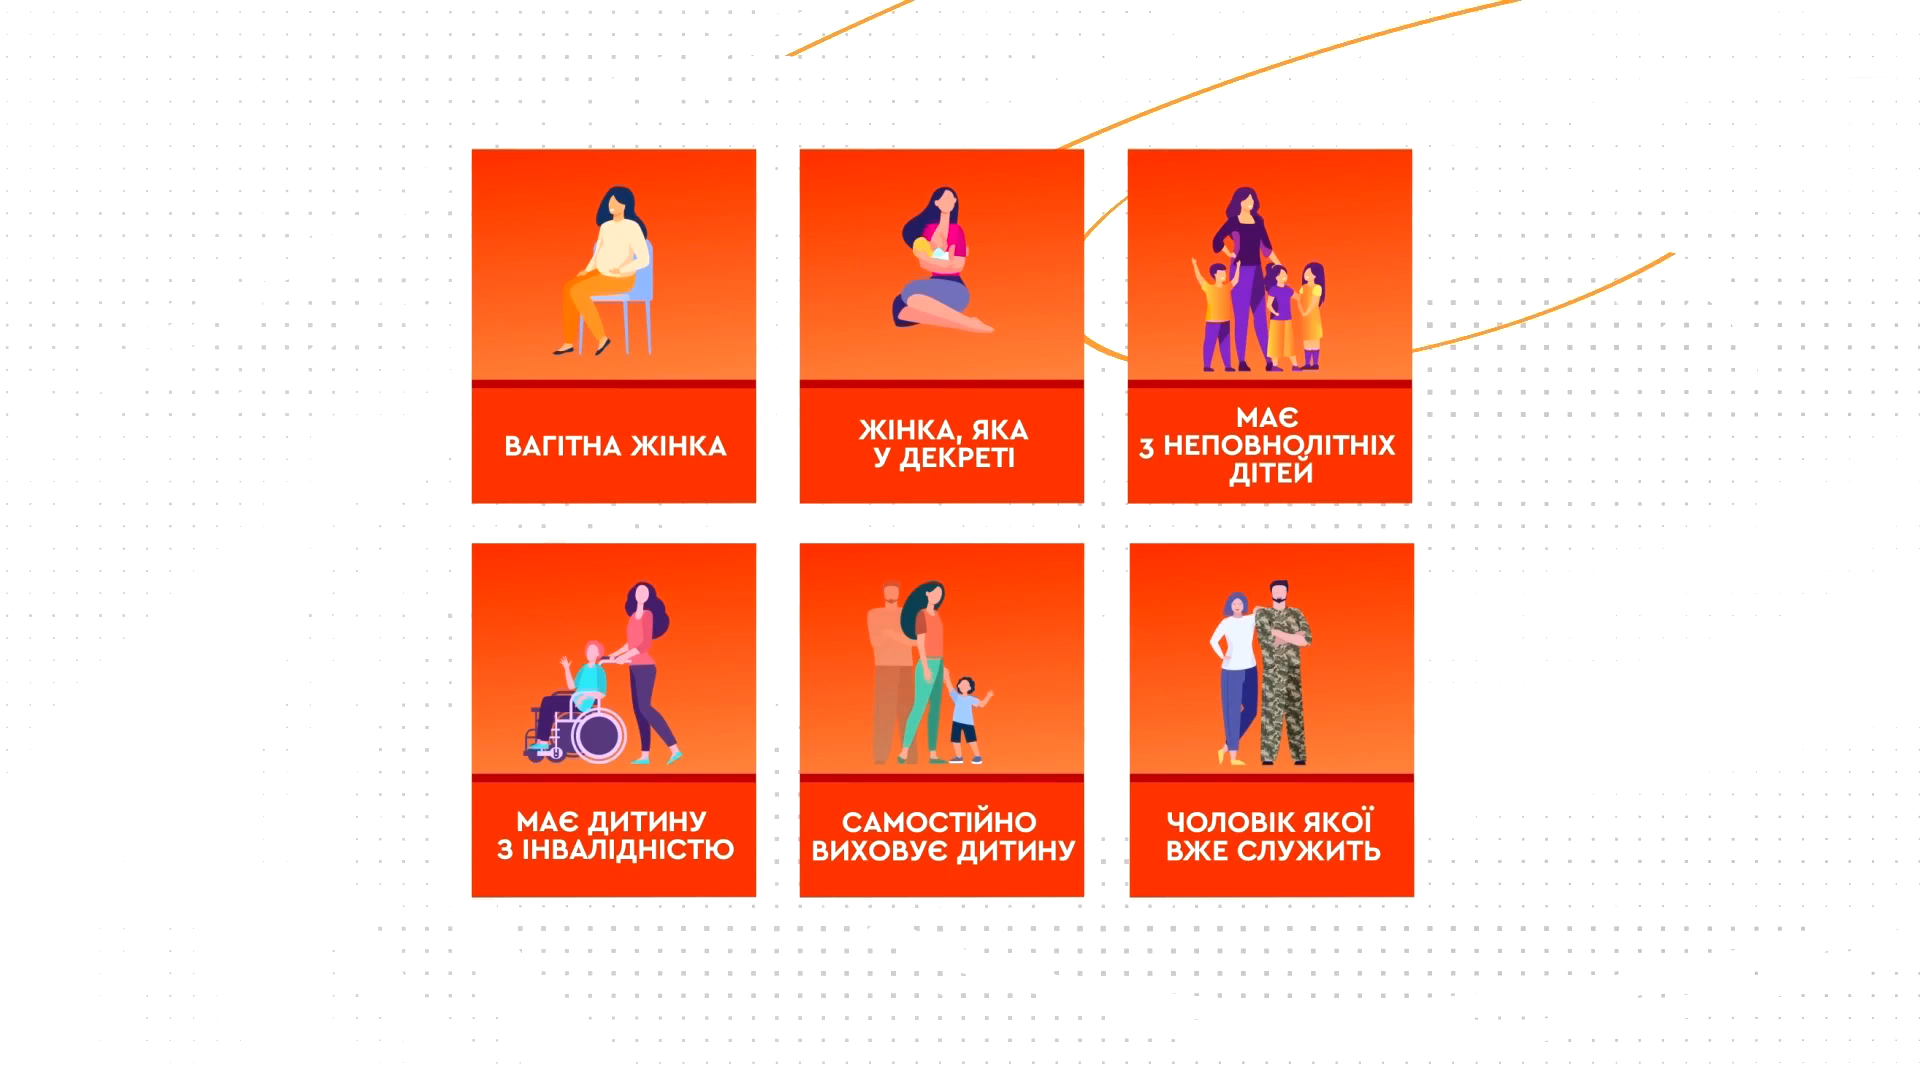 ВАГІТНА ЖІНКА
ЖІНКА, ЯКА
У ДЕКРЕТІ
МАЄ
3 НЕПОВНОЛІТНІХ
ДІТЕЙ
МАЄ ДИТИНУ
З ІНВАЛІДНІСТЮ
САМОСТІЙНО
ВИХОВУЄ ДИТИНУ
ЧОЛОВІК ЯКОЇ
ВЖЕ СЛУЖИТЬ